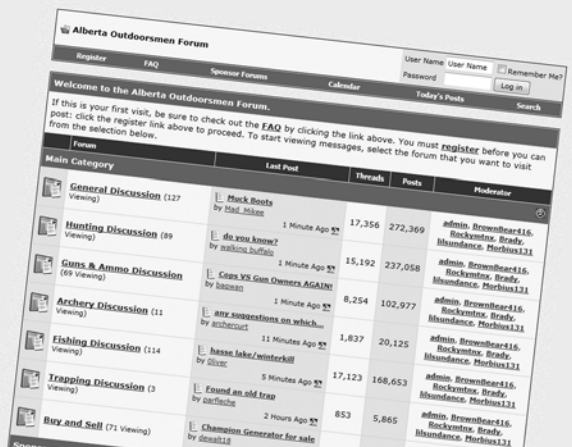 Alberta Outdoorsmen Forum
User Name User Name Remember Me?
Password Log in
Register FAQ Sponsor Forums Calendar Today's Posts Search
Welcome to the Alberta Outdoorsmen Forum.
If this is your first visit, be sure to check out the FAQ by clicking the link above. You must register before you can
post: click the register link above to proceed. To start viewing messages, select the forum that you want to visit
from the selection below.
Forum Last Post Threads Posts Moderator
Main Category
General Discussion (127
Viewing)
Muck Boots
by Mad_Mikee
1 Minute Ago
17,356 272,369
admin, BrownBear416,
Rockymtnx, Brady,
lilsundance, Morbius131
Hunting Discussion (89
Viewing)
do you know?
by walking buffalo
1 Minute Ago
15,192 237,058
admin, BrownBear416,
Rockymtnx, Brady,
lilsundance, Morbius131
Guns & Ammo Discussion
(69 Viewing)
Cops VS Gun Owners AGAIN!
by bagwan
1 Minute Ago
8,254 102,977
admin, BrownBear416,
Rockymtnx, Brady,
lilsundance, Morbius131
Archery Discussion (11
Viewing)
any suggestions on which...
by archercurt
11 Minutes Ago
1,837 20,125
admin, BrownBear416,
Rockymtnx, Brady,
lilsundance, Morbius131
Fishing Discussion (114
Viewing)
hasse lake/winterkill
by 0liver
5 Minutes Ago
17,123 168,653
admin, BrownBear416,
Rockymtnx, Brady,
lilsundance, Morbius131
Trapping Discussion (3
Viewing)
Found an old trap
by parfleche
2 Hours Ago
853 5,865
admin, BrownBear416,
Rockymtnx, Brady,
lilsundance, Morbius131
Buy and Sell (71 Viewing)
Champion Generator for sale
by dewalt18